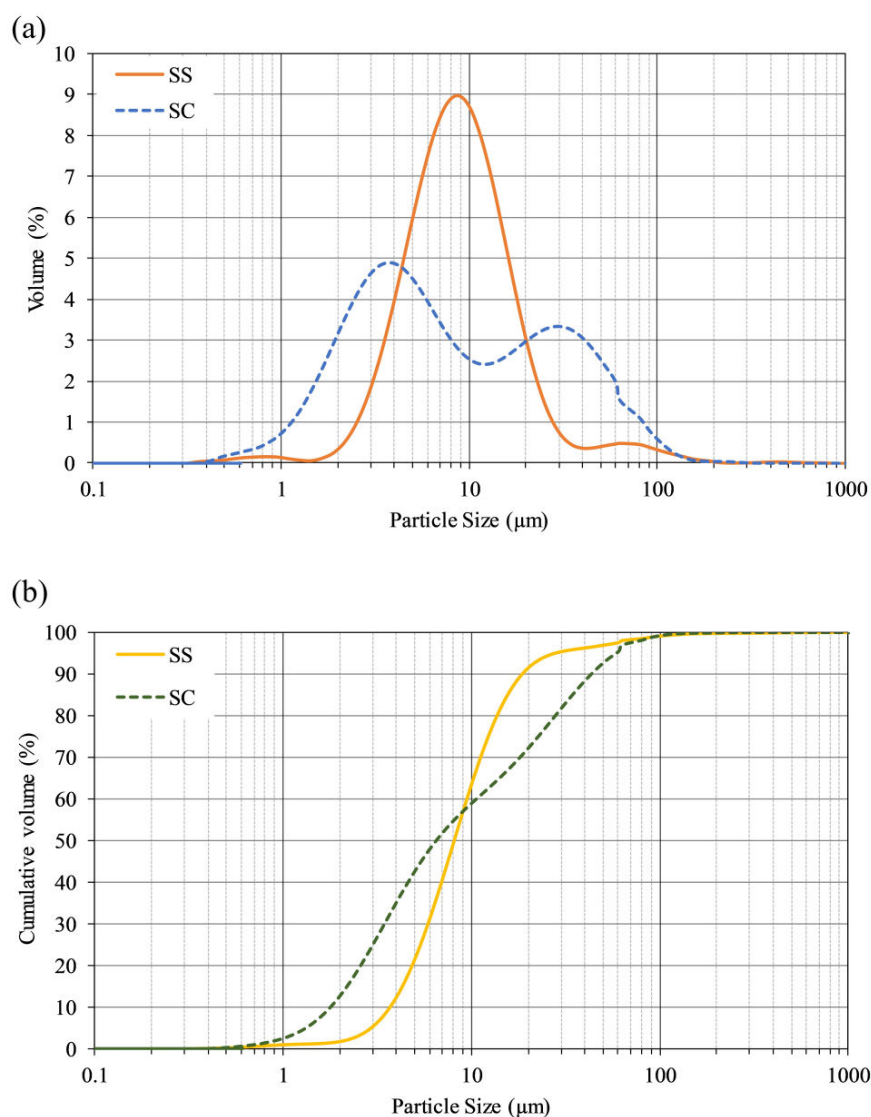 (a)
10
9
8
7
6
5
4
3
2
1
0
Volume (%)
SS
SC
0.1 1 10 100 1000
Particle Size (μm)
(b)
100
90
80
70
60
50
40
30
20
10
0
Cumulative volume (%)
SS
SC
0.1 1 10 100 1000
Particle Size (μm)